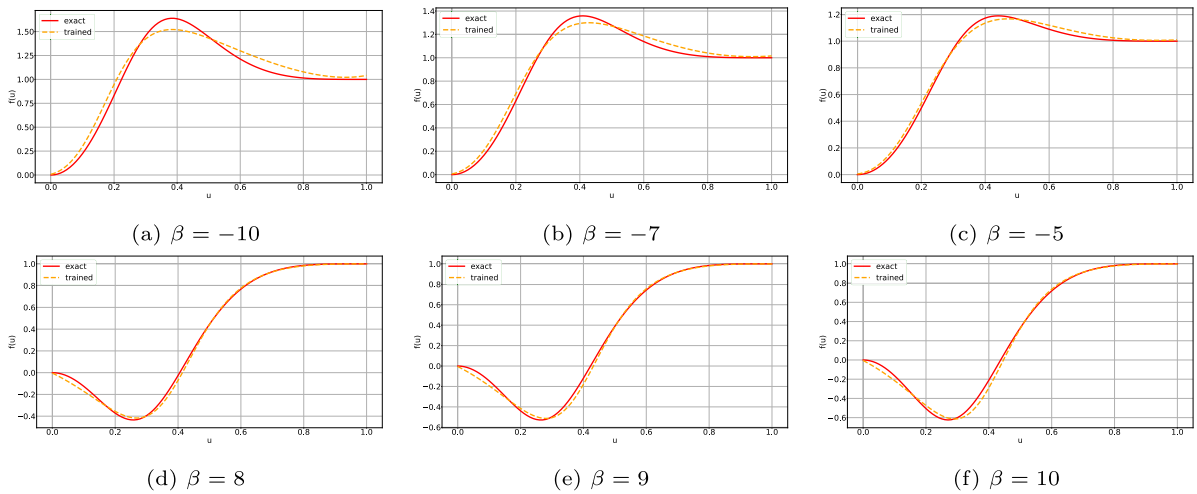 exact
trained
f(u)
1.50
1.25
1.00
0.75
0.50
0.25
0.00
0.0 0.2 0.4 0.6 0.8 1.0
u
(a) β = −10
exact
trained
f(u)
1.4
1.2
1.0
0.8
0.6
0.4
0.2
0.0
0.0 0.2 0.4 0.6 0.8 1.0
u
(b) β = −7
exact
trained
f(u)
1.2
1.0
0.8
0.6
0.4
0.2
0.0
0.0 0.2 0.4 0.6 0.8 1.0
u
(c) β = −5
exact
trained
f(u)
1.0
0.8
0.6
0.4
0.2
0.0
−0.2
−0.4
0.0 0.2 0.4 0.6 0.8 1.0
u
(d) β = 8
exact
trained
f(u)
1.0
0.8
0.6
0.4
0.2
0.0
−0.2
−0.4
−0.6
0.0 0.2 0.4 0.6 0.8 1.0
u
(e) β = 9
exact
trained
f(u)
1.0
0.8
0.6
0.4
0.2
0.0
−0.2
−0.4
−0.6
0.0 0.2 0.4 0.6 0.8 1.0
u
(f) β = 10